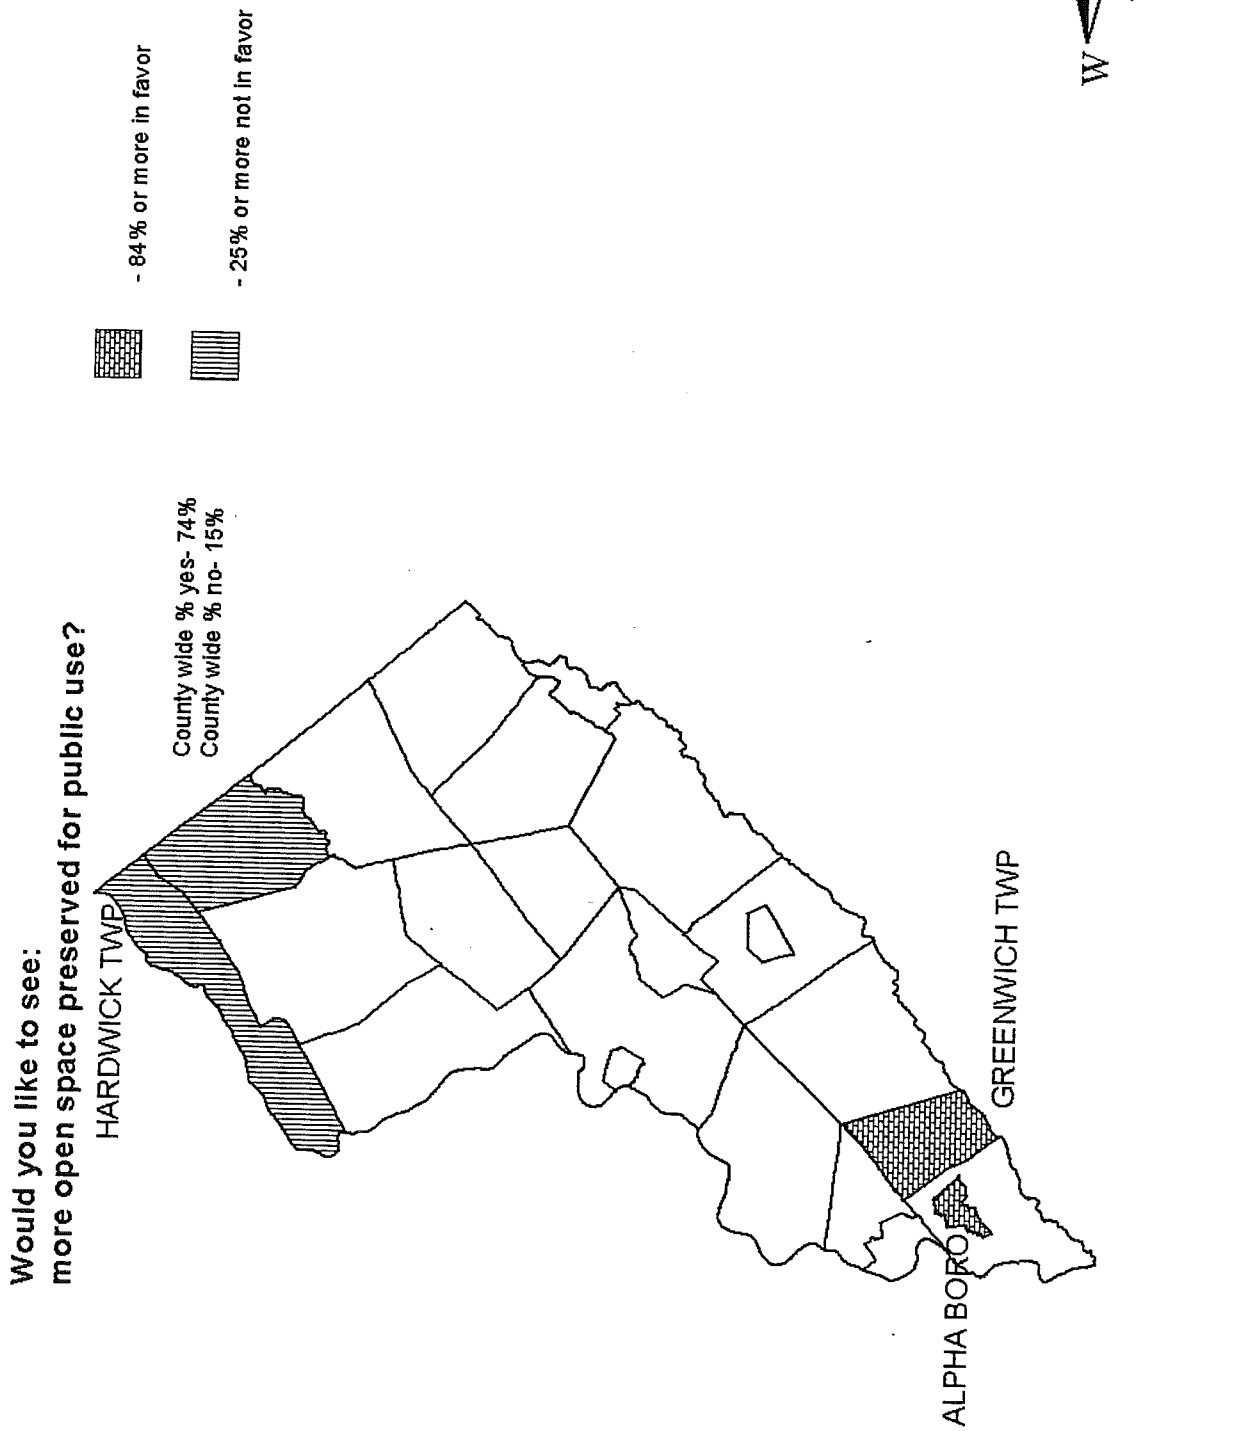 Would you like to see:
more open space preserved for public use?
HARDWICK TWP
County wide % yes- 74%
County wide % no- 15%
- 84% or more in favor
- 25% or more not in favor
ALPHA BORO
GREENWICH TWP
W